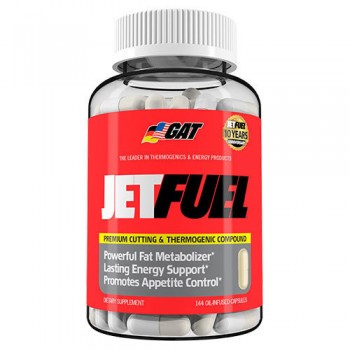 GAT
JETFUEL
10 YEARS
THE LEADER IN THERMOGENICS & ENERGY PRODUCTS
JETFUEL
PREMIUM CUTTING & THERMOGENIC COMPOUND
Powerful Fat Metabolizer*
Lasting Energy Support*
Promotes Appetite Control*
DIETARY SUPPLEMENT
144 OIL-INFUSED CAPSULES